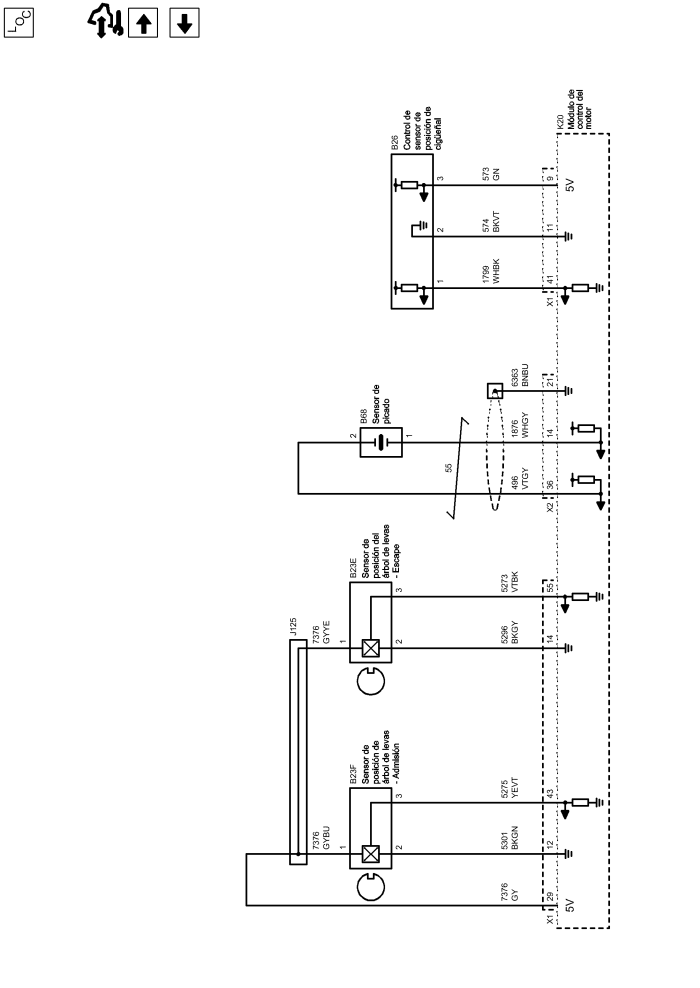 LOC
K20
Módulo de
control del
motor
B26
Control de
sensor de
posición de
cigüeñal
3
573
GN
9
5V
2
574
BKVT
11
1
1799
WHBK
41
X1
6363
BNBU
21
B68
Sensor de
picado
2
1
1876
WHGY
14
55
496
VTGY
36
X2
B23E
Sensor de
posición del
árbol de levas
- Escape
3
5273
VTBK
55
J125
7376
GYYE
1
2
5296
BKGY
14
B23F
Sensor de
posición de
árbol de levas
- Admisión
3
5275
YEVT
43
7376
GYBU
1
2
5301
BKGN
12
7376
GY
29
X1
5V